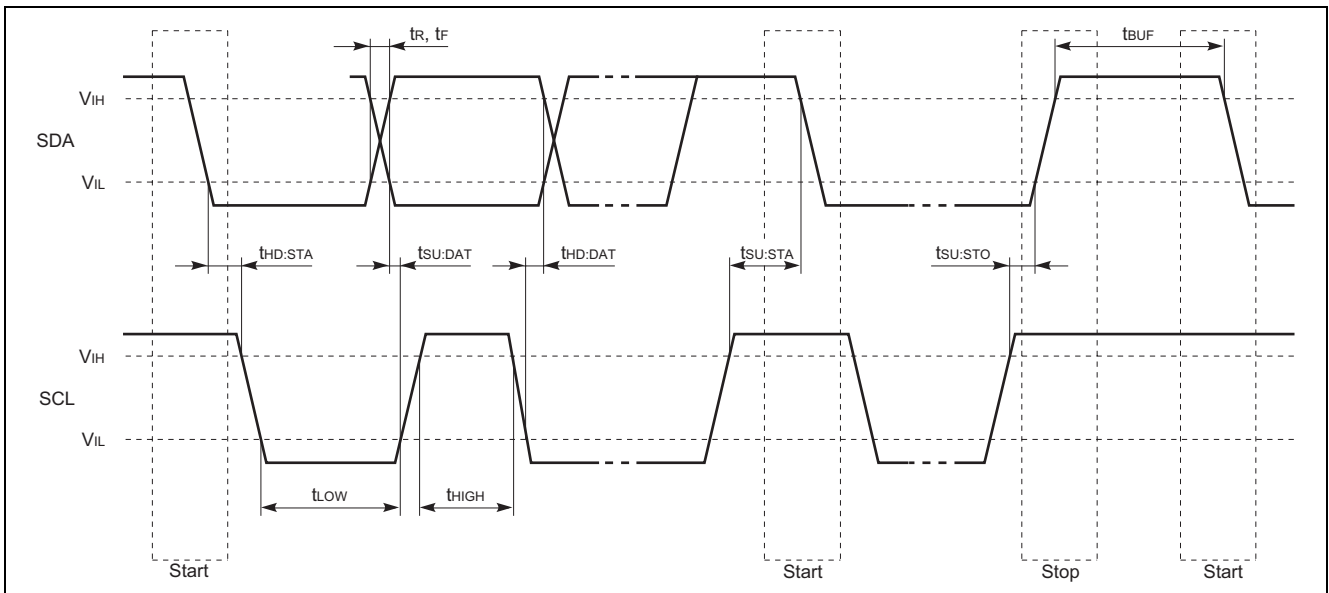 tR, tF
tBUF
VIH
SDA
VIL
tHD:STA
tSU:DAT
tHD:DAT
tSU:STA
tSU:STO
VIH
SCL
VIL
tLOW
tHIGH
Start
Start
Stop
Start